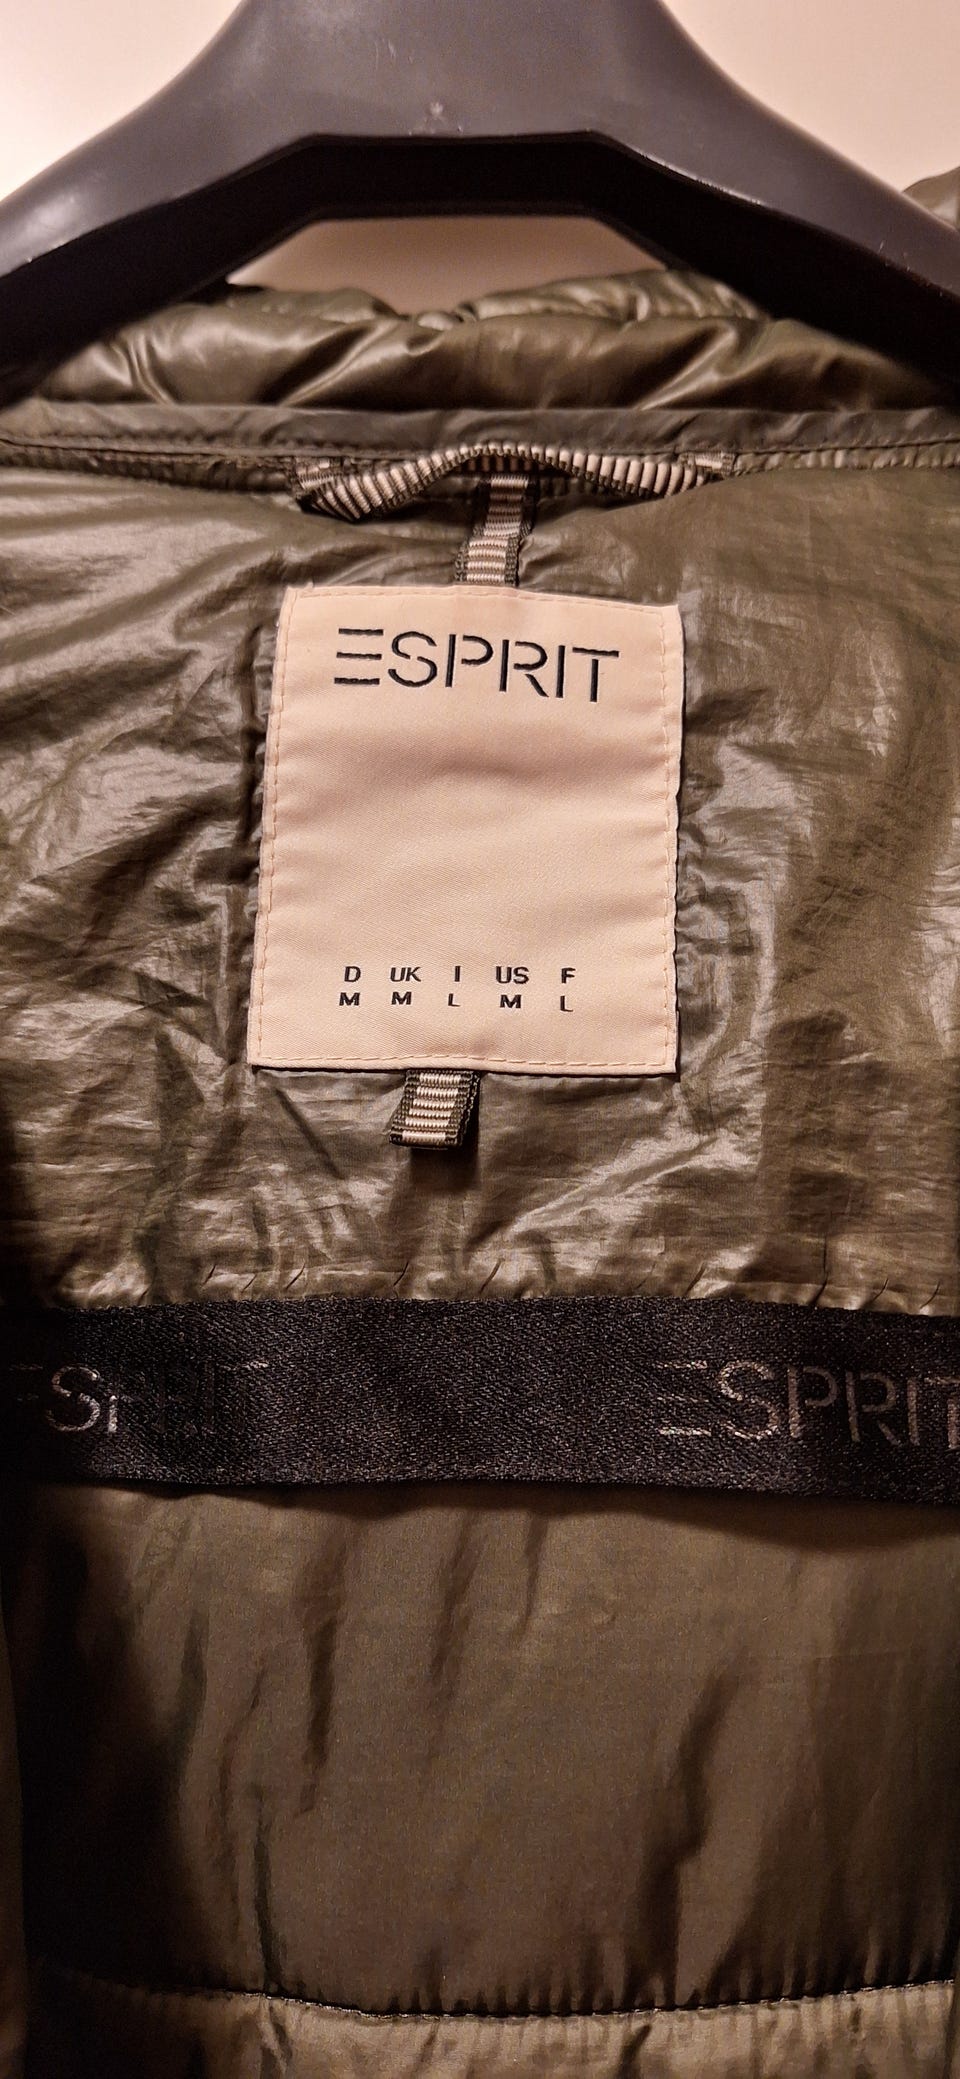 ESPRIT
D UK I US F
M M L M L
ESPRIT ESPRIT